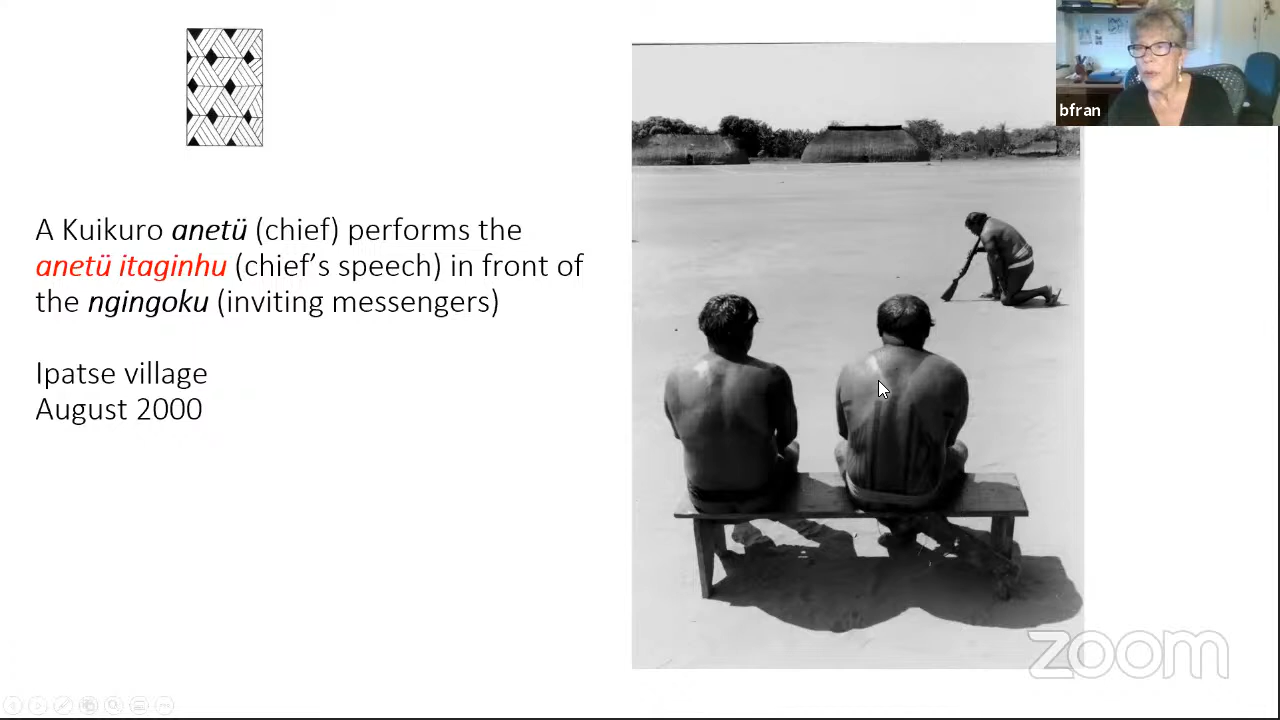 bfran
A Kuikuro anetü (chief) performs the
anetü itaginhu (chief’s speech) in front of
the ngingoku (inviting messengers)
Ipatse village
August 2000
zoom